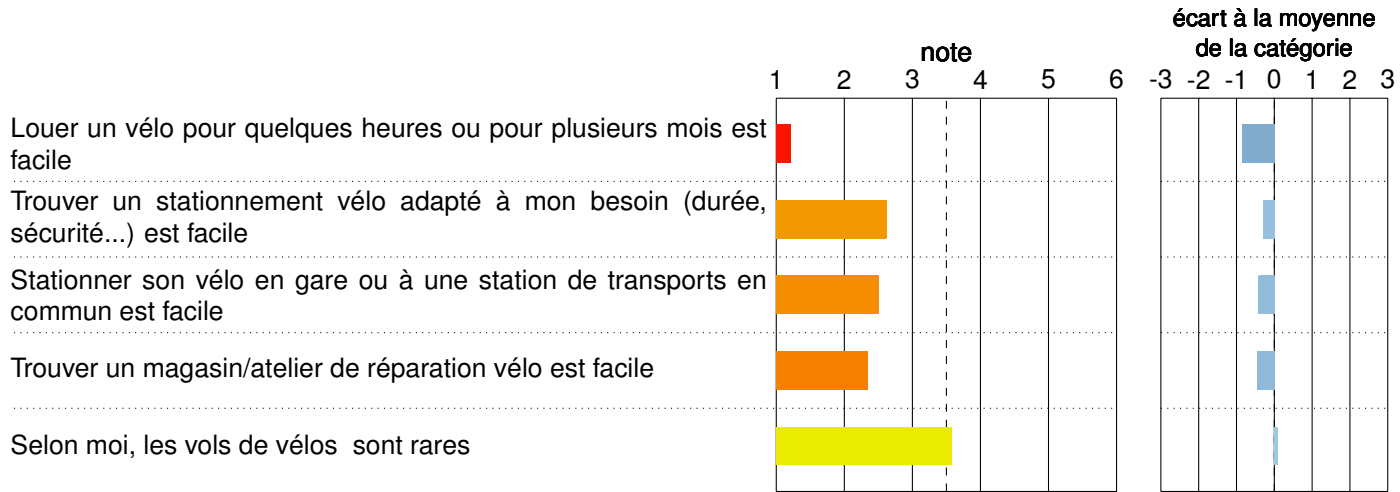 écart à la moyenne
note de la catégorie
1 2 3 4 5 6 -3 -2 -1 0 1 2 3
Louer un vélo pour quelques heures ou pour plusieurs mois est
facile
Trouver un stationnement vélo adapté à mon besoin (durée,
sécurité...) est facile
Stationner son vélo en gare ou à une station de transports en
commun est facile
Trouver un magasin/atelier de réparation vélo est facile
Selon moi, les vols de vélos sont rares